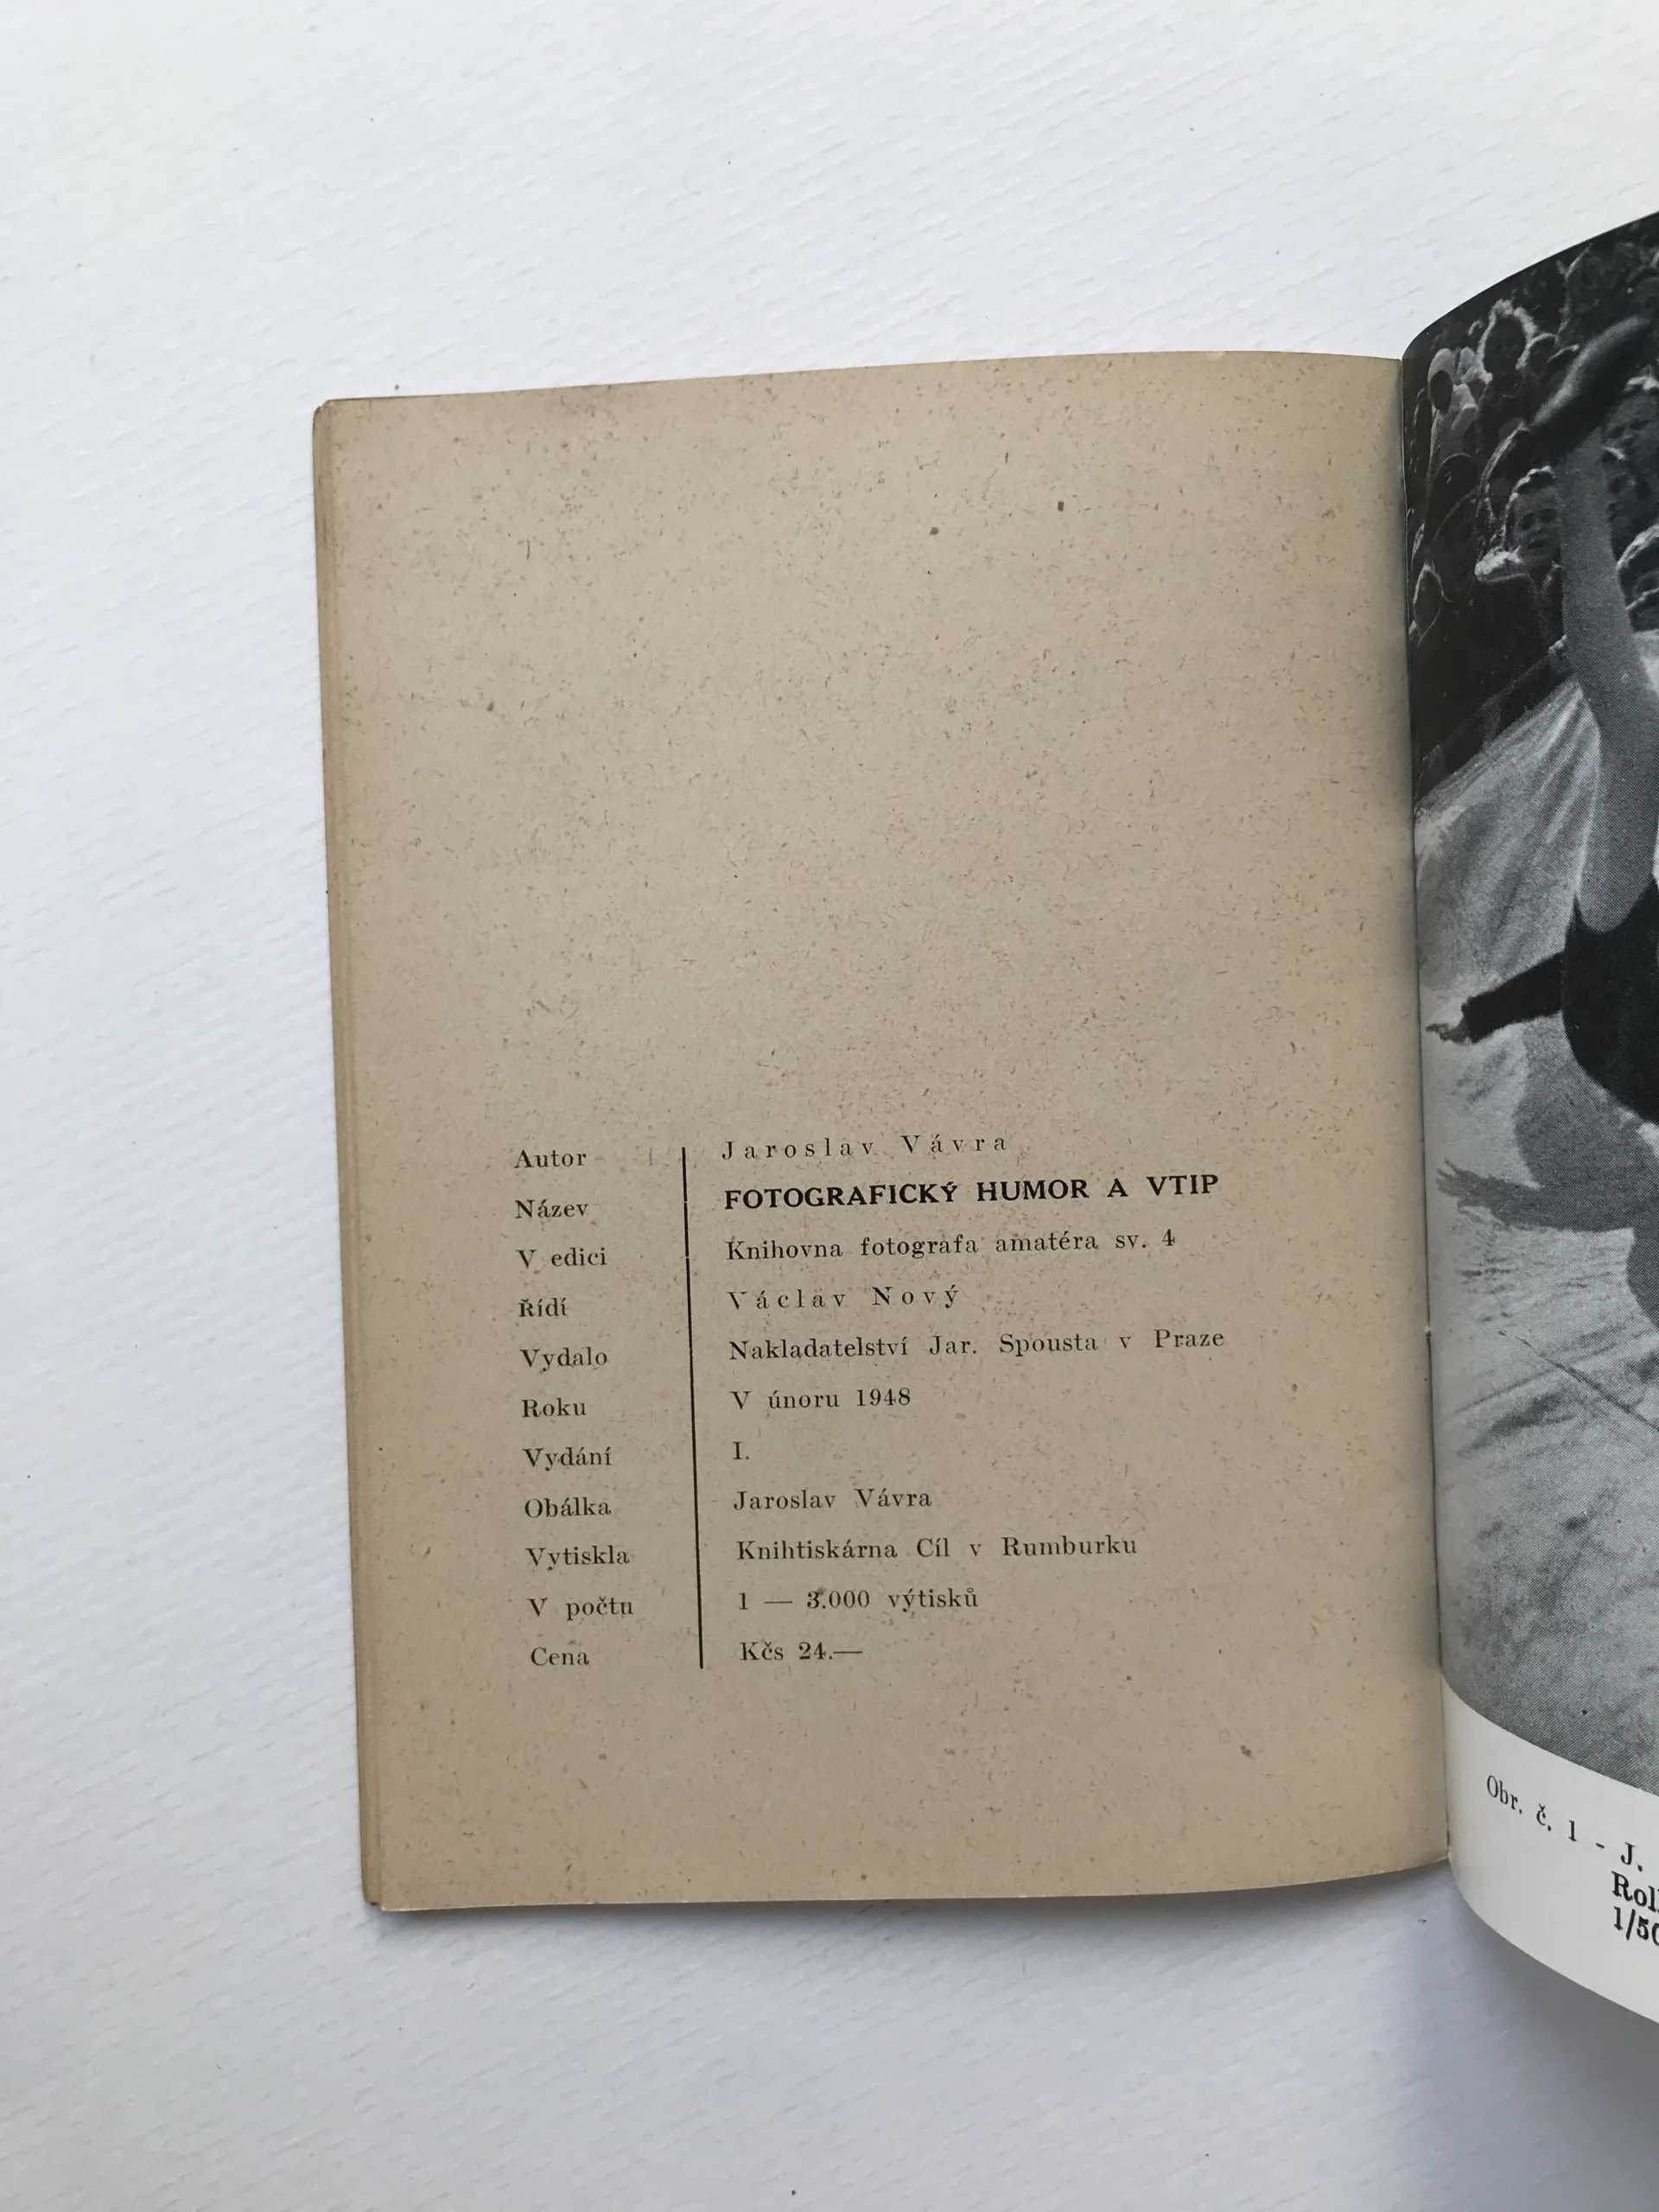 Autor Jaroslav Vávra
Název FOTOGRAFICKÝ HUMOR A VTIP
V edici Knihovna fotografa amatéra sv. 4
Řídí Václav Nový
Vydalo Nakladatelství Jar. Spousta v Praze
Roku V únoru 1948
Vydání I.
Obálka Jaroslav Vávra
Vytiskla Knihtiskárna Cíl v Rumburku
V počtu 1 — 3.000 výtisků
Cena Kčs 24.—
Obr. č. 1 - J.